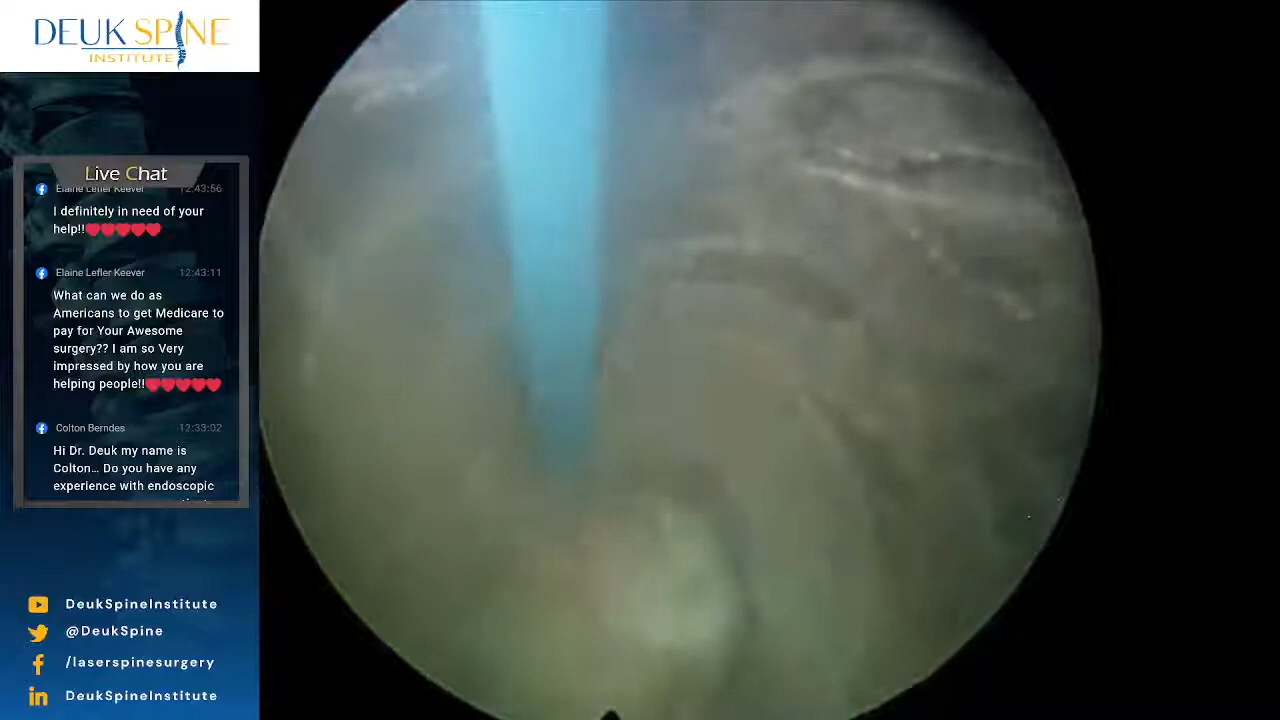 DEUK SPINE
INSTITUTE
Live Chat
Elaine Lefler Keever 12:43:56
I definitely in need of your
help!!❤❤❤❤❤
Elaine Lefler Keever 12:43:11
What can we do as
Americans to get Medicare to
pay for Your Awesome
surgery?? I am so Very
impressed by how you are
helping people!!❤❤❤❤❤
Colton Berndes 12:33:02
Hi Dr. Deuk my name is
Colton... Do you have any
experience with endoscopic
DeukSpineInstitute
@DeukSpine
/laserspinesurgery
DeukSpineInstitute